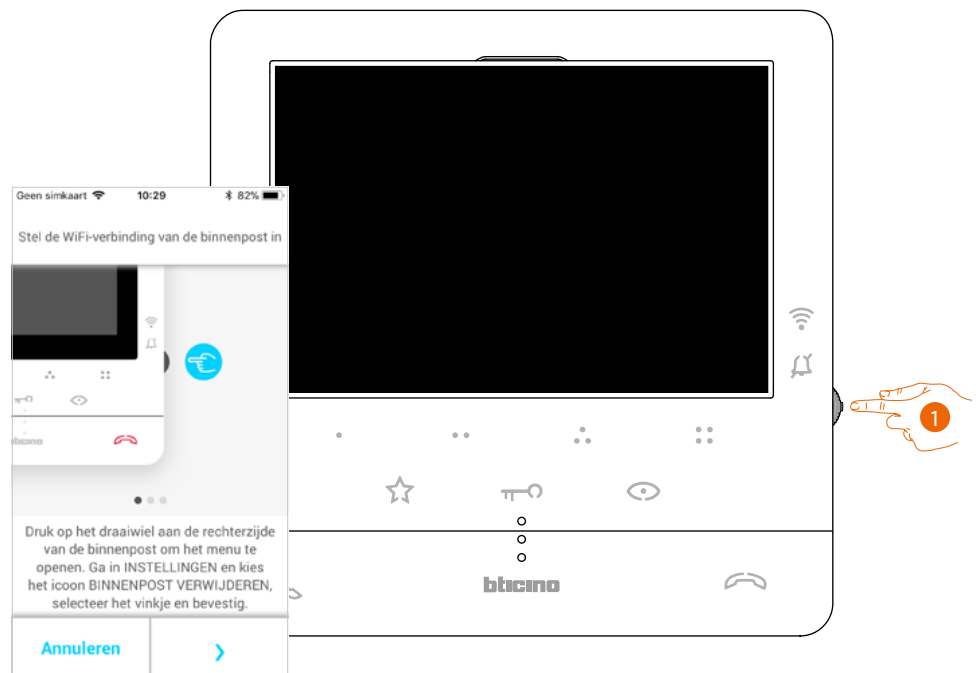 Geen simkaart 10:29 82%
Stel de WiFi-verbinding van de binnenpost in
Druk op het draaiwiel aan de rechterzijde
van de binnenpost om het menu te
openen. Ga in INSTELLINGEN en kies
het icoon BINNENPOST VERWIJDEREN,
selecteer het vinkje en bevestig.
Annuleren
bticino
1